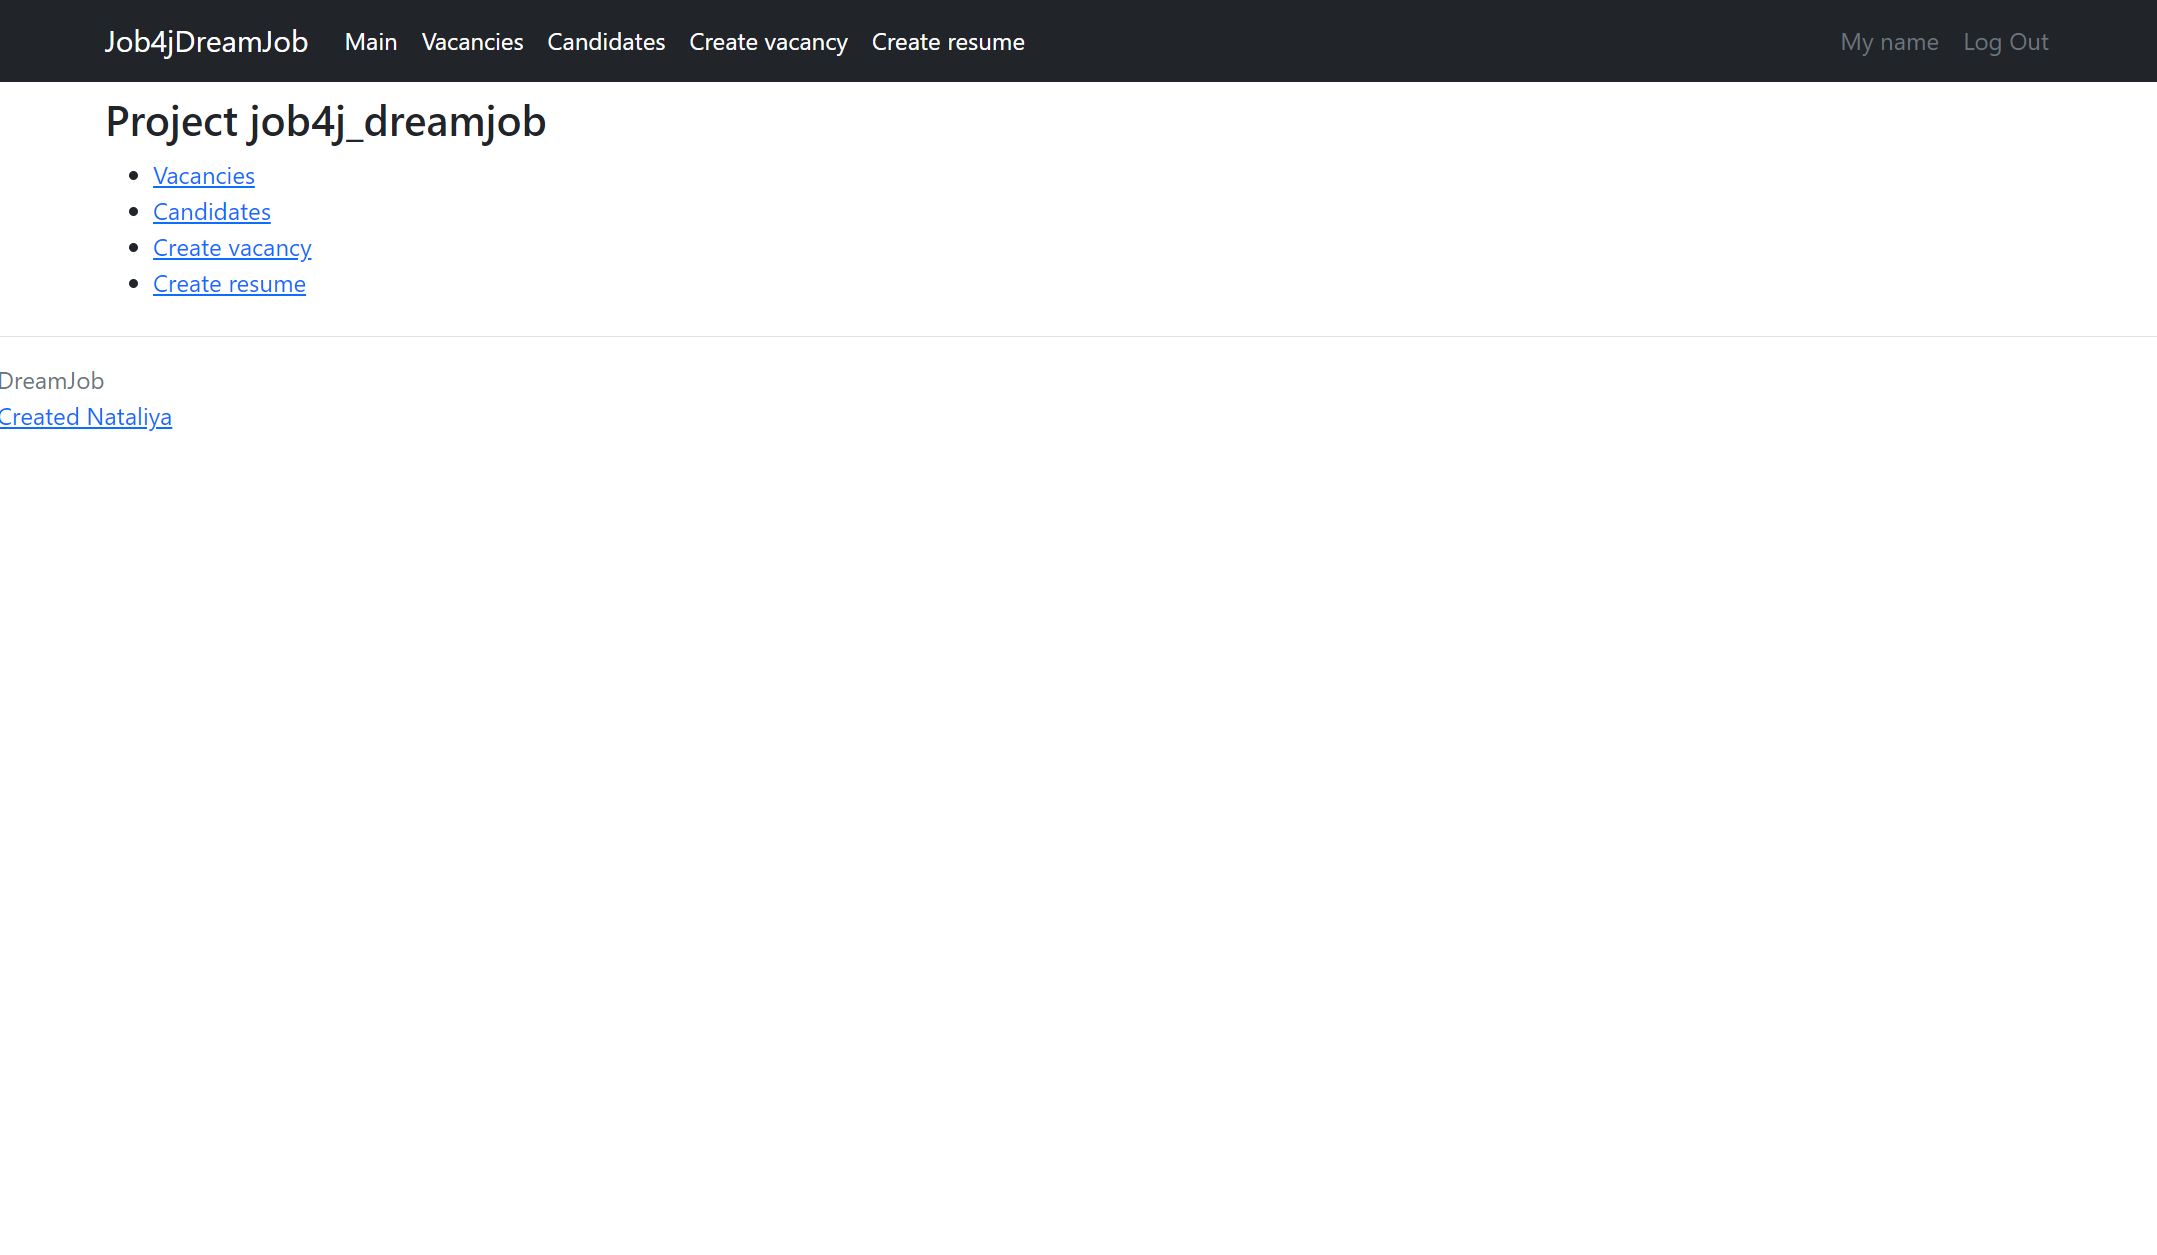 Job4jDreamJob Main Vacancies Candidates Create vacancy Create resume My name Log Out
Project job4j_dreamjob
Vacancies
Candidates
Create vacancy
Create resume
DreamJob
Created Nataliya